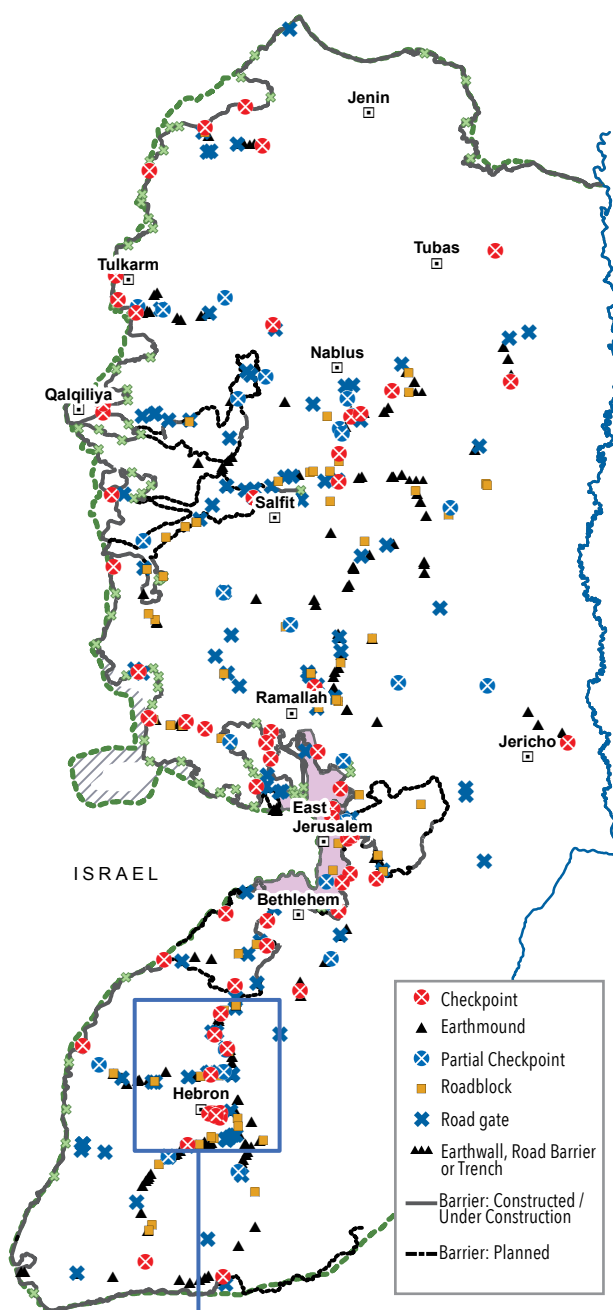 Jenin
Tubas
Tulkarm
Nablus
Qalqiliya
Salfit
Ramallah
Jericho
East
Jerusalem
ISRAEL
Bethlehem
Hebron
Checkpoint
Earthmound
Partial Checkpoint
Roadblock
Road gate
Earthwall, Road Barrier
or Trench
Barrier: Constructed /
Under Construction
Barrier: Planned